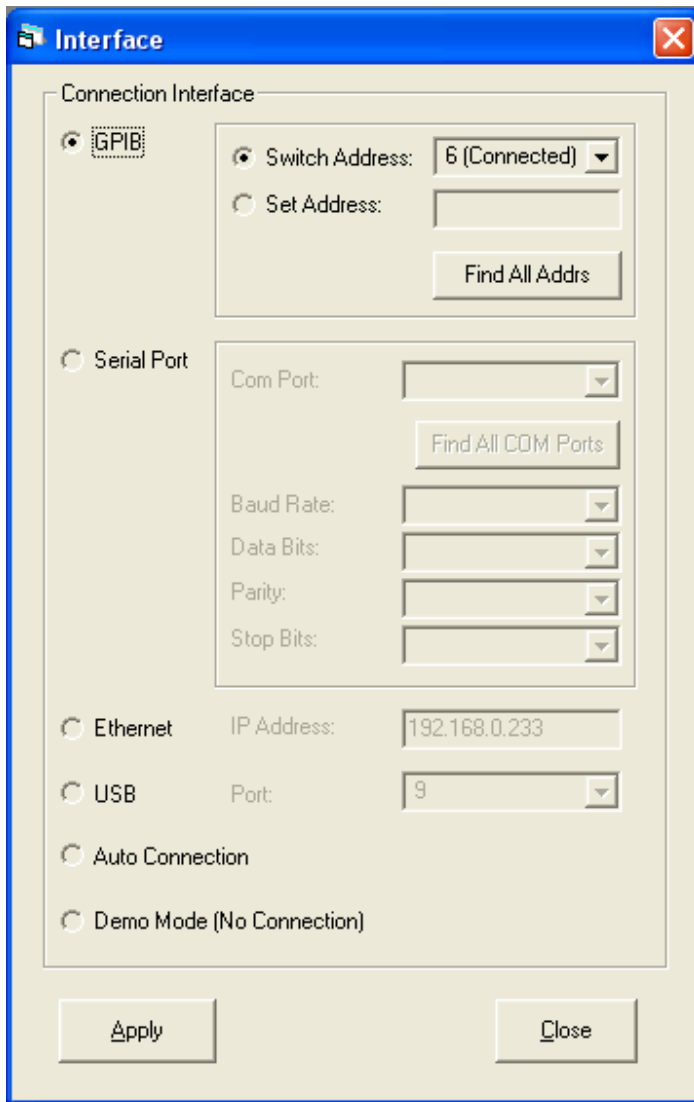 Interface
Connection Interface
GPIB
Switch Address: 6 (Connected)
Set Address:
Find All Addrs
Serial Port
Com Port:
Find All COM Ports
Baud Rate:
Data Bits:
Parity:
Stop Bits:
Ethernet IP Address: 192.168.0.233
USB Port: 9
Auto Connection
Demo Mode (No Connection)
Apply Close